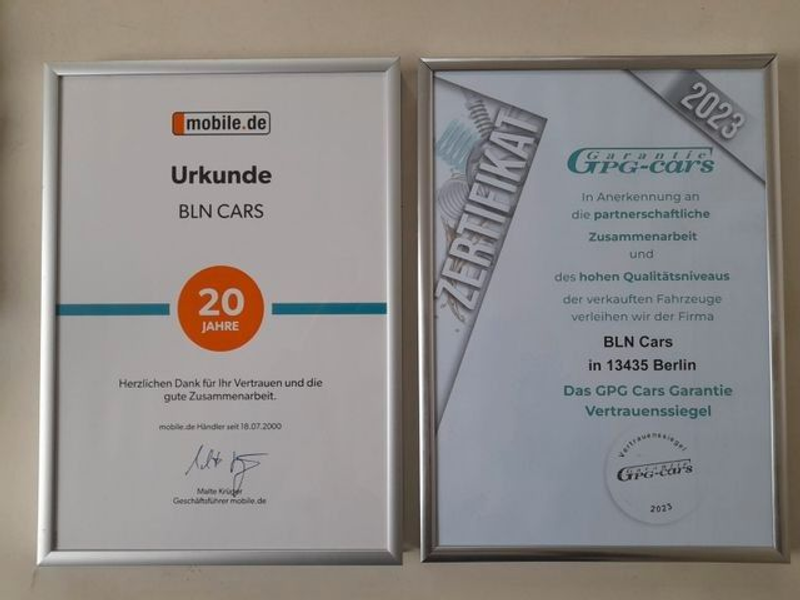 mobile.de
Urkunde
BLN CARS
20
JAHRE
Herzlichen Dank für Ihr Vertrauen und die
gute Zusammenarbeit.
mobile.de Händler seit 18.07.2000
Malte Krüger
Geschäftsführer mobile.de
2023
ZERTIFIKAT
Garantie
GPG-cars
In Anerkennung an
die partnerschaftliche
Zusammenarbeit
und
des hohen Qualitätsniveaus
der verkauften Fahrzeuge
verleihen wir der Firma
BLN Cars
in 13435 Berlin
Das GPG Cars Garantie
Vertrauenssiegel
Vertrauenssiegel
Garantie
GPG-cars
2023